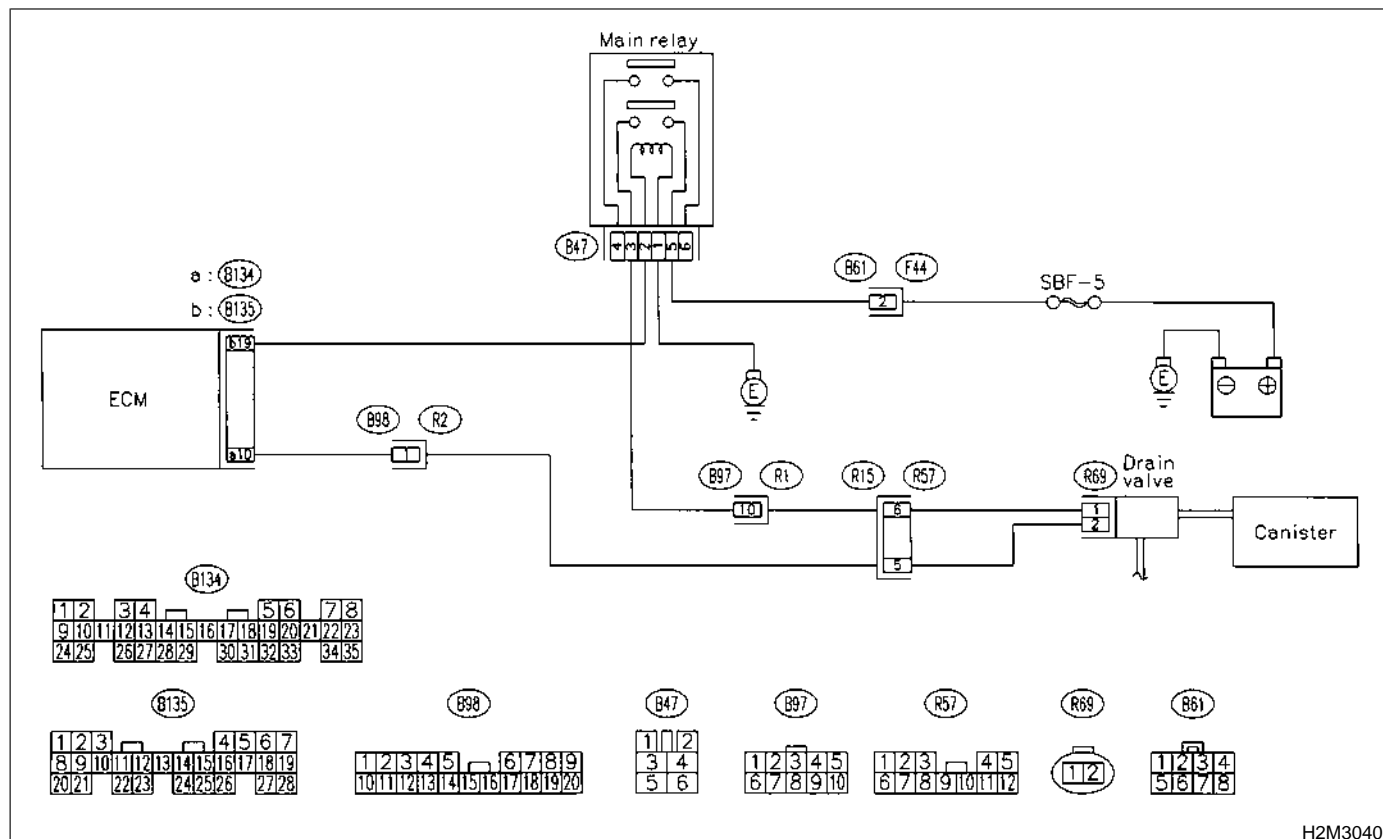 Main relay
4 3 2 1 5 6
B47
B61 F44
SBF-5
2
a : B134
b : B135
b19
ECM
E
E
B98 R2
1
a10
B97 R1 R15 R57 R69 Drain valve
10
6
1
2
Canister
5
B134
1 2 3 4 5 6 7 8
9 10 11 12 13 14 15 16 17 18 19 20 21 22 23
24 25 26 27 28 29 30 31 32 33 34 35
B135
1 2 3 4 5 6 7
8 9 10 11 12 13 14 15 16 17 18 19
20 21 22 23 24 25 26 27 28
B98
1 2 3 4 5 6 7 8 9
10 11 12 13 14 15 16 17 18 19 20
B47
1 2
3 4
5 6
B97
1 2 3 4 5
6 7 8 9 10
R57
1 2 3 4 5
6 7 8 9 10 11 12
R69
1 2
B61
1 2 3 4
5 6 7 8
H2M3040